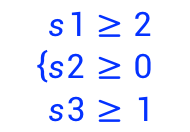 s1 ≥ 2
{s2 ≥ 0
s3 ≥ 1